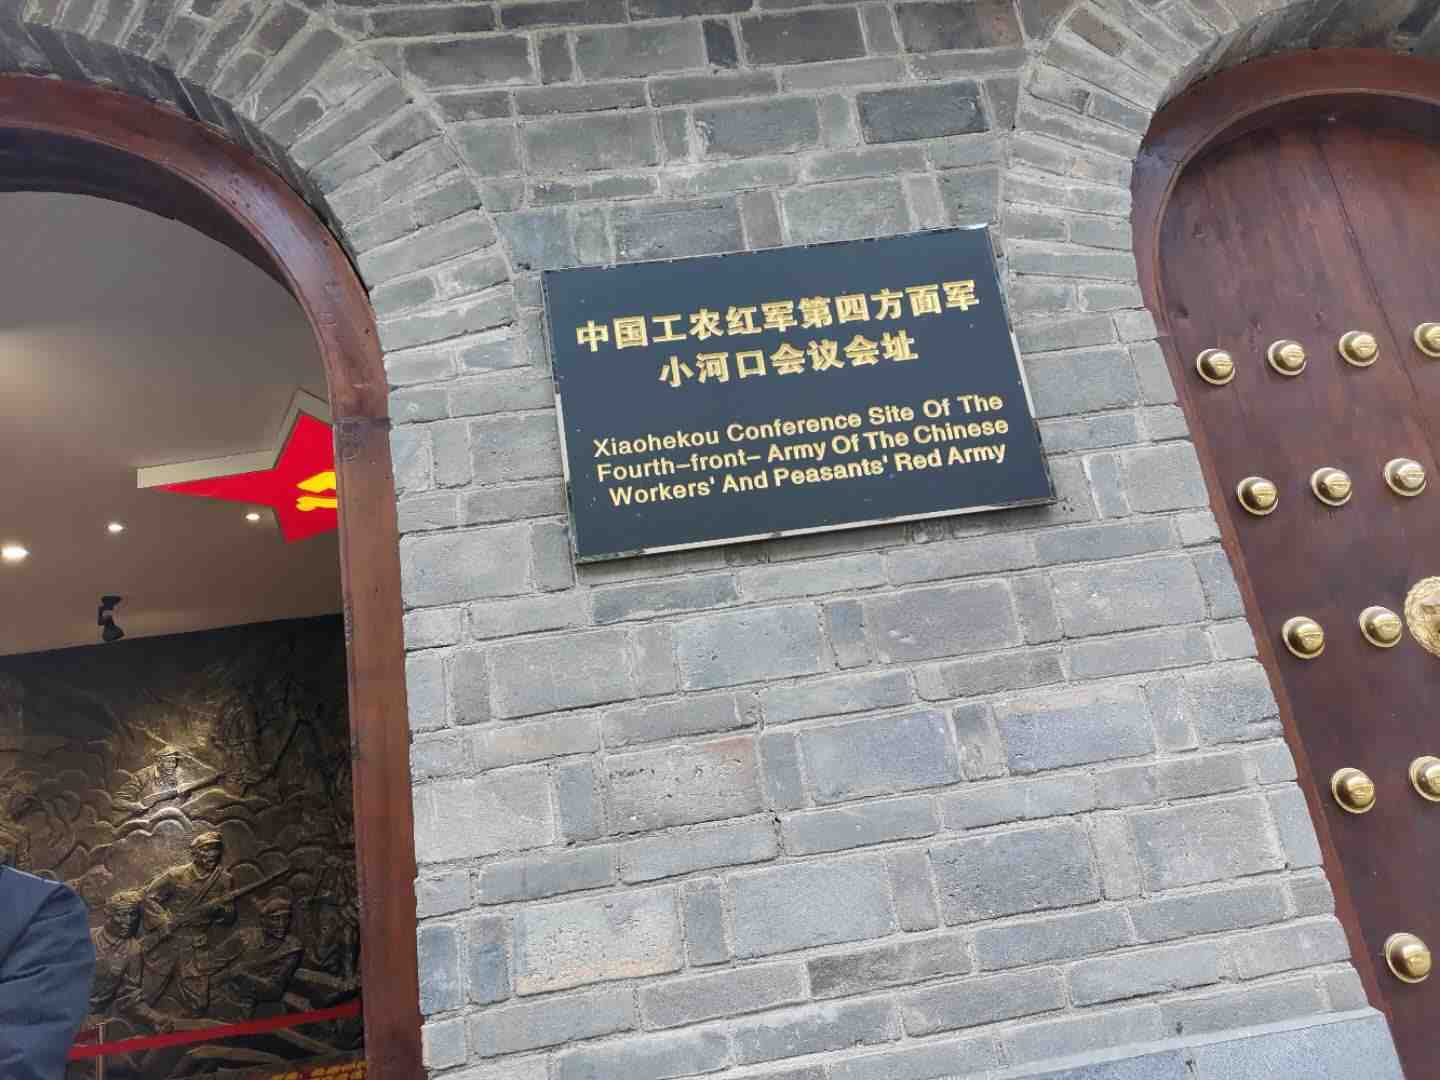 中国工农红军第四方面军
小河口会议会址
Xiaohekou Conference Site Of The
Fourth-front- Army Of The Chinese
Workers' And Peasants' Red Army